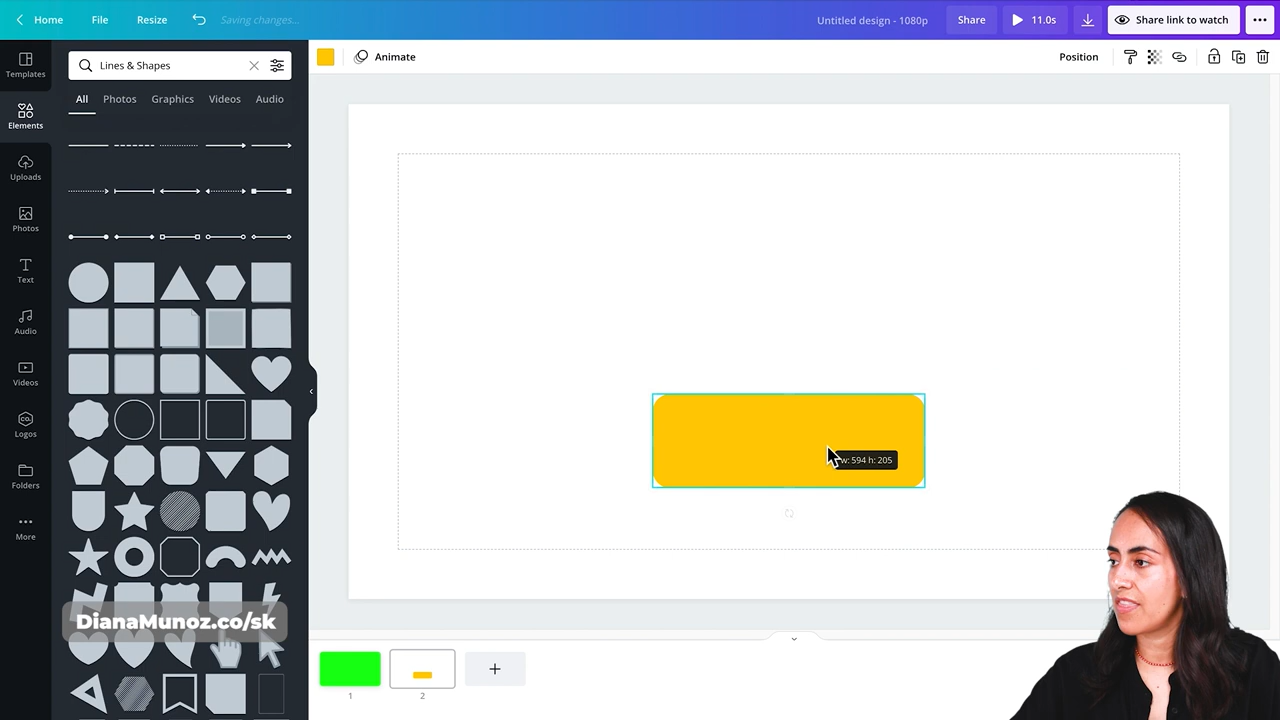 Home File Resize Saving changes... Untitled design - 1080p Share 11.0s Share link to watch
Templates
Elements
Uploads
Photos
Text
Audio
Videos
Logos
Folders
More
Lines & Shapes
All Photos Graphics Videos Audio
Animate
Position
w: 594 h: 205
CO.
DianaMunoz.co/sk
1
2